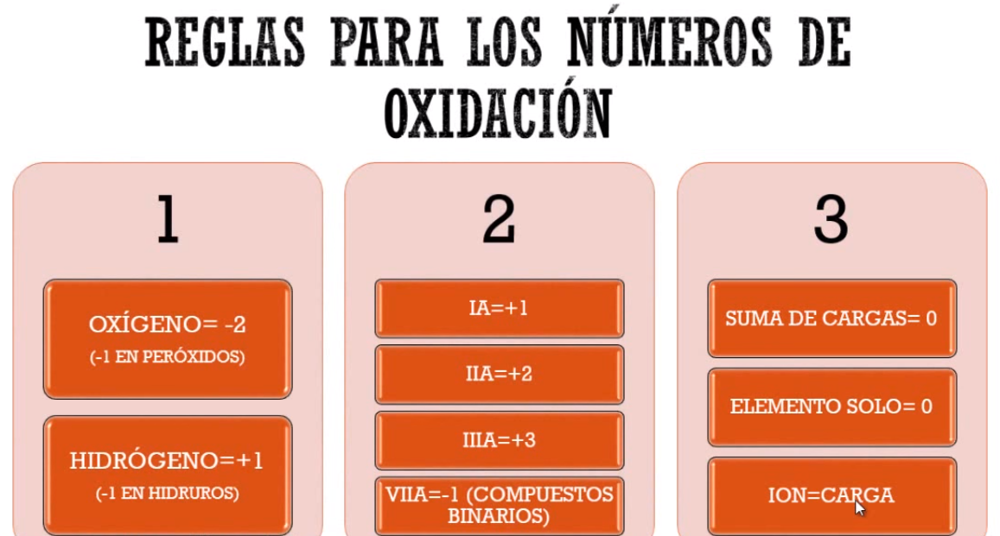 REGLAS PARA LOS NÚMEROS DE
OXIDACIÓN
1
OXÍGENO= -2
(-1 EN PERÓXIDOS)
HIDRÓGENO=+1
(-1 EN HIDRUROS)
2
IA=+1
IIA=+2
IIIA=+3
VIIA=-1 (COMPUESTOS
BINARIOS)
3
SUMA DE CARGAS= 0
ELEMENTO SOLO= 0
ION=CARGA